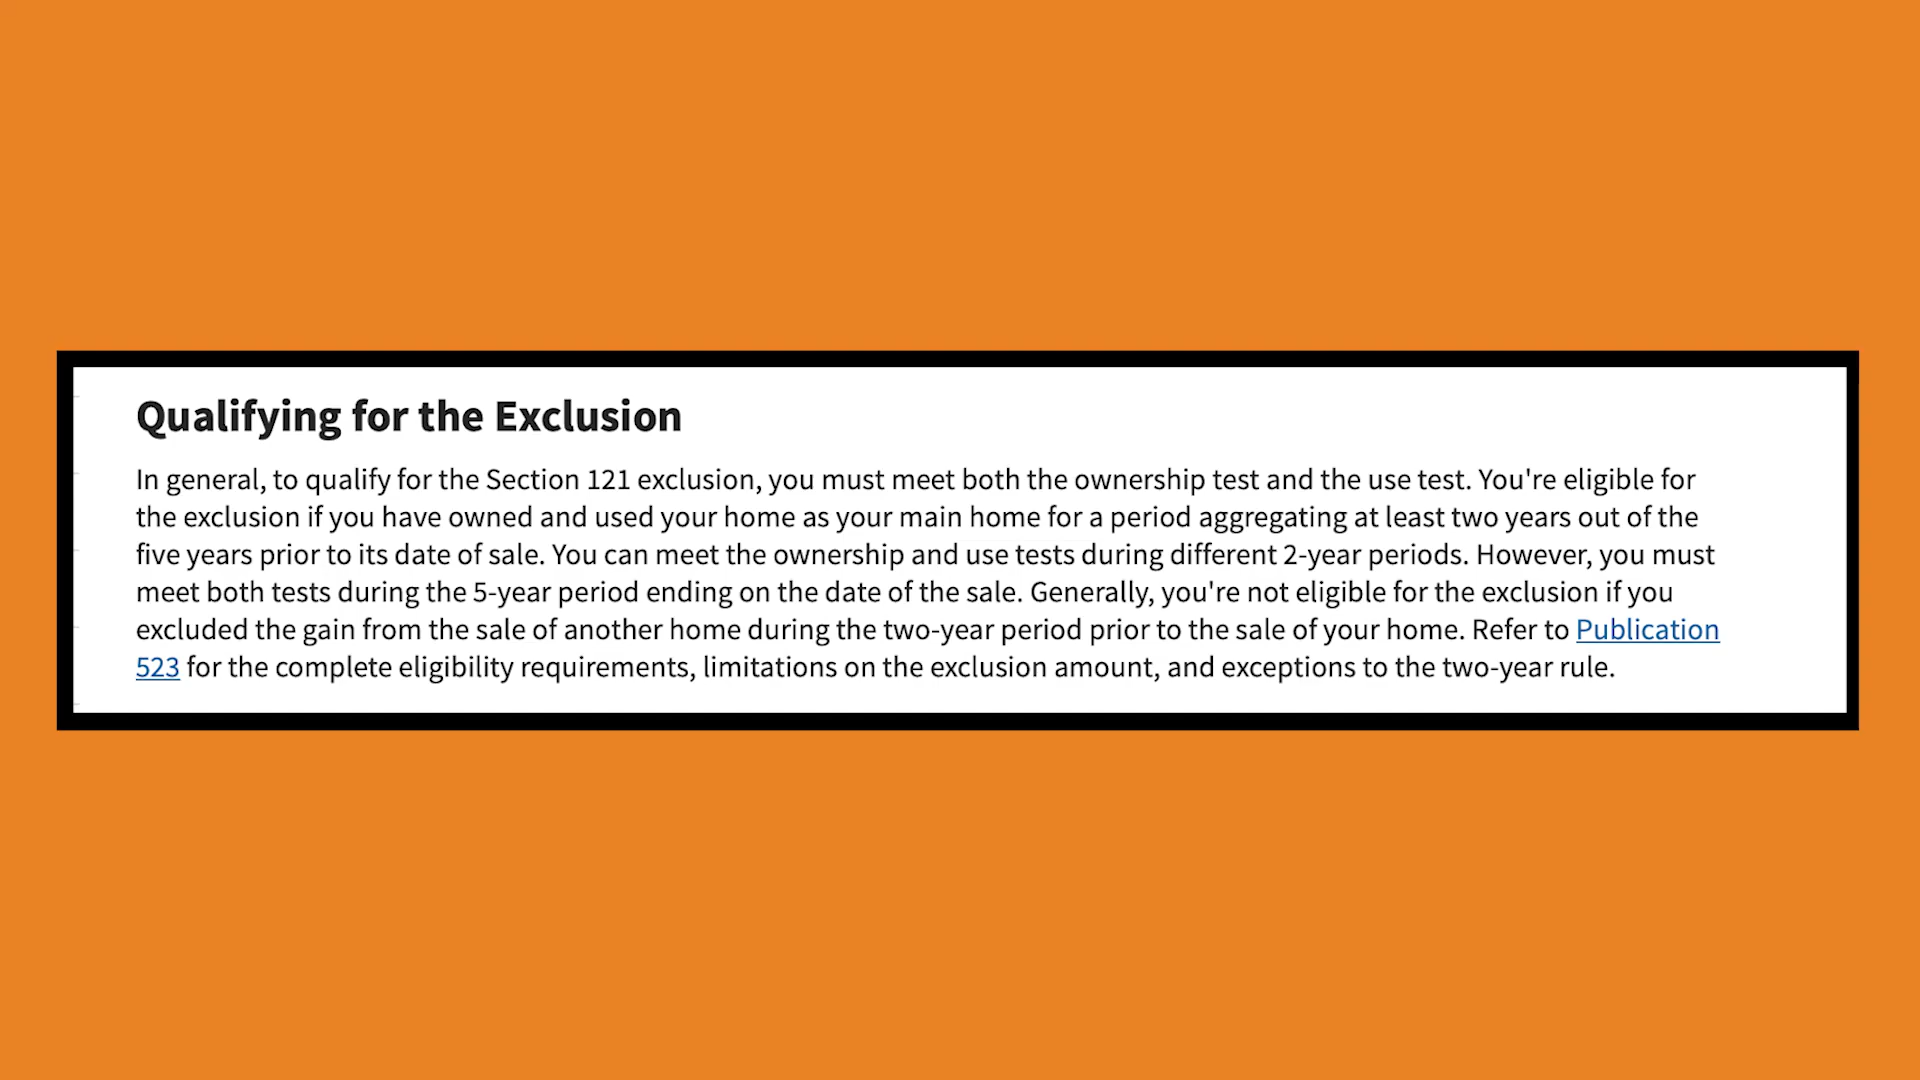 Qualifying for the Exclusion
In general, to qualify for the Section 121 exclusion, you must meet both the ownership test and the use test. You're eligible for
the exclusion if you have owned and used your home as your main home for a period aggregating at least two years out of the
five years prior to its date of sale. You can meet the ownership and use tests during different 2-year periods. However, you must
meet both tests during the 5-year period ending on the date of the sale. Generally, you're not eligible for the exclusion if you
excluded the gain from the sale of another home during the two-year period prior to the sale of your home. Refer to Publication
523 for the complete eligibility requirements, limitations on the exclusion amount, and exceptions to the two-year rule.